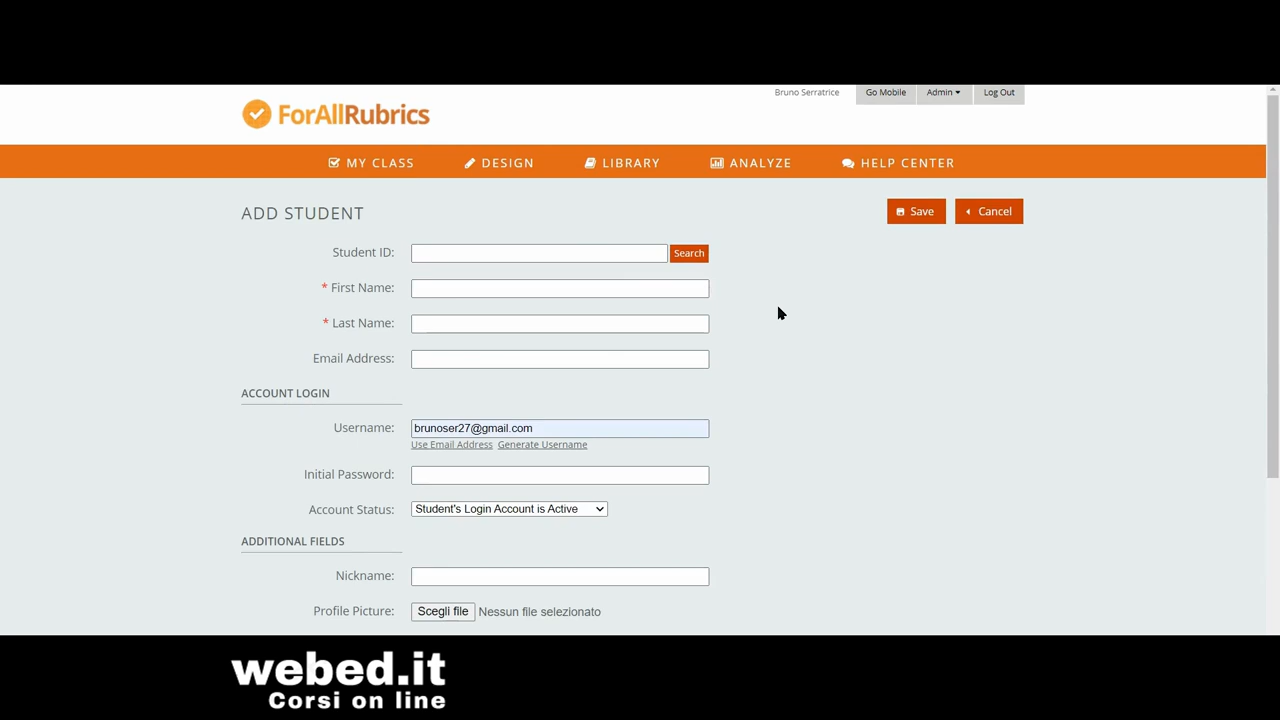 Bruno Serratrice Go Mobile Admin Log Out
ForAllRubrics
MY CLASS DESIGN LIBRARY ANALYZE HELP CENTER
ADD STUDENT Save Cancel
Student ID: Search
* First Name:
* Last Name:
Email Address:
ACCOUNT LOGIN
Username: brunoser27@gmail.com
Use Email Address Generate Username
Initial Password:
Account Status: Student's Login Account is Active
ADDITIONAL FIELDS
Nickname:
Profile Picture: Scegli file Nessun file selezionato
webed.it
Corsi on line